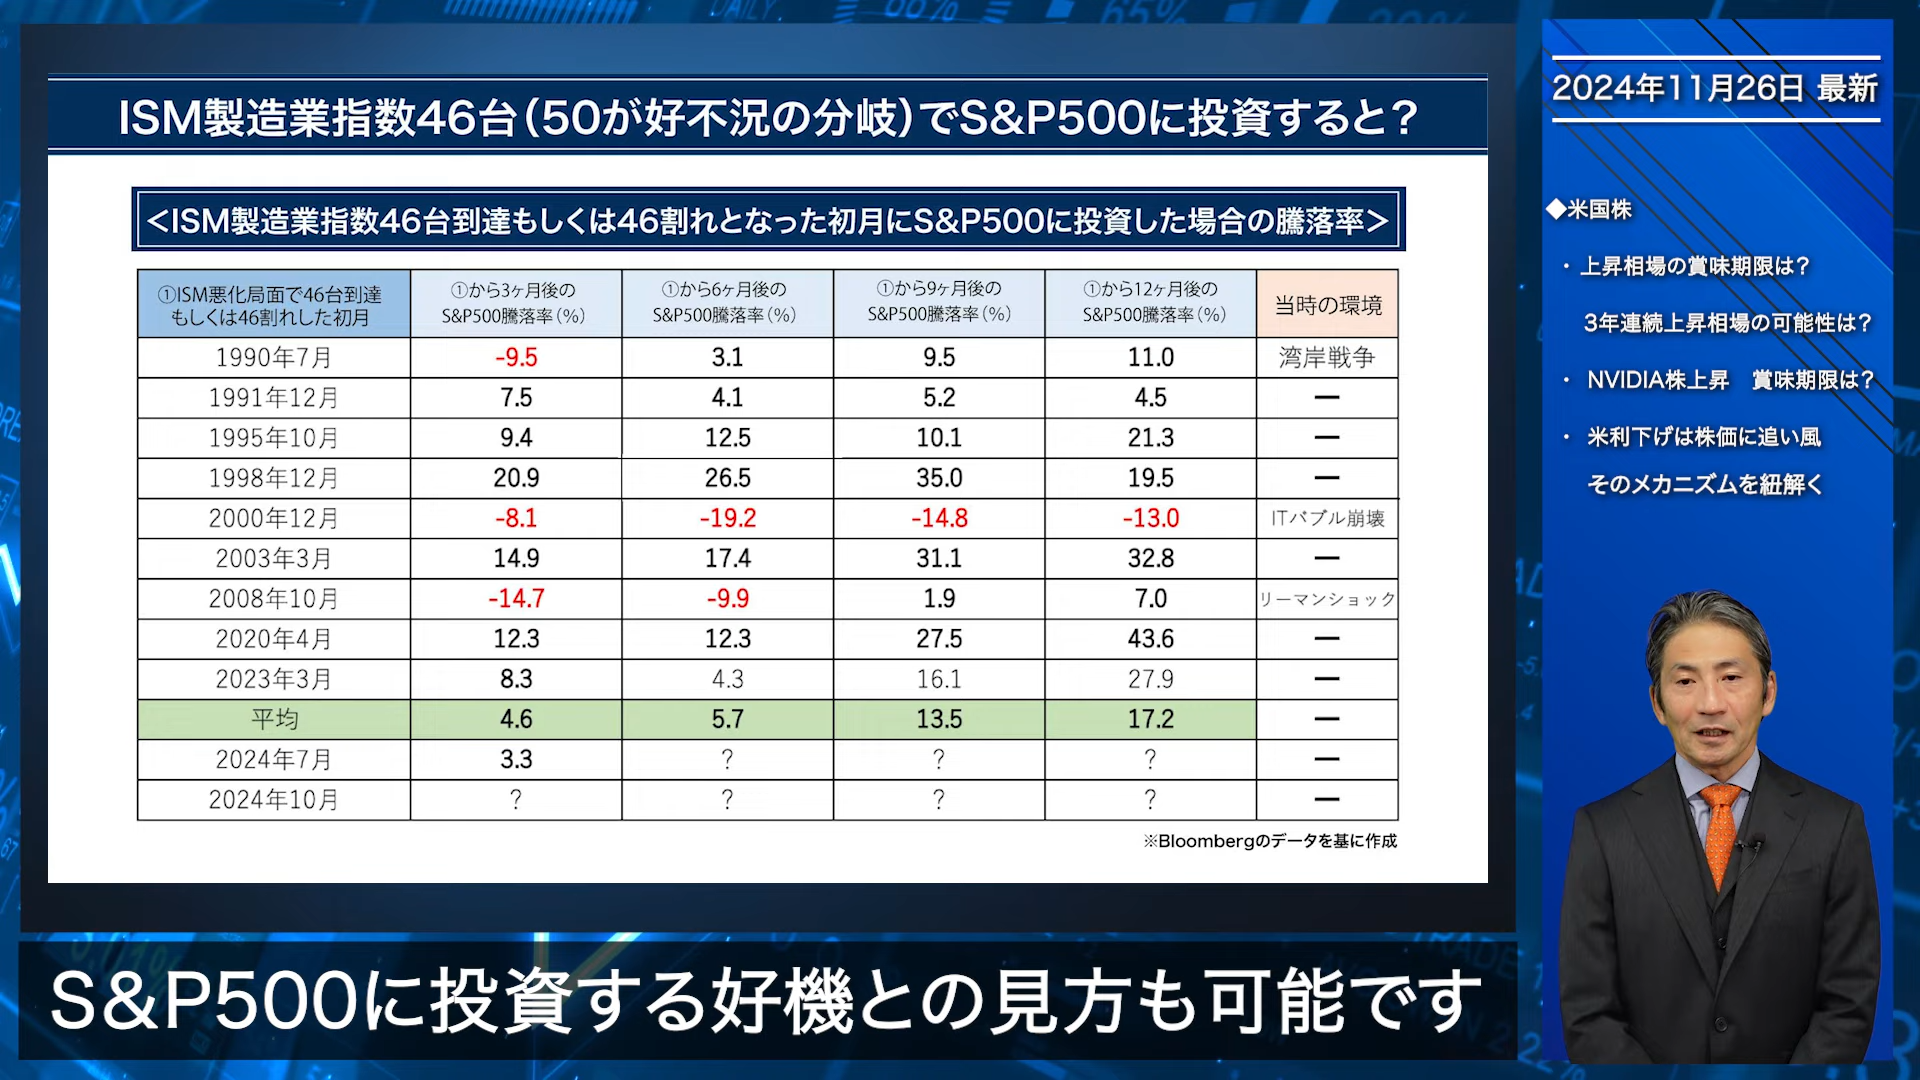 ISM製造業指数46台（50が好不況の分岐）でS&P500に投資すると？
＜ISM製造業指数46台到達もしくは46割れとなった初月にS&P500に投資した場合の騰落率＞
①ISM悪化局面で46台到達
もしくは46割れした初月
①から3ヶ月後の
S&P500騰落率（%）
①から6ヶ月後の
S&P500騰落率（%）
①から9ヶ月後の
S&P500騰落率（%）
①から12ヶ月後の
S&P500騰落率（%）
当時の環境
1990年7月 -9.5 3.1 9.5 11.0 湾岸戦争
1991年12月 7.5 4.1 5.2 4.5 ー
1995年10月 9.4 12.5 10.1 21.3 ー
1998年12月 20.9 26.5 35.0 19.5 ー
2000年12月 -8.1 -19.2 -14.8 -13.0 ITバブル崩壊
2003年3月 14.9 17.4 31.1 32.8 ー
2008年10月 -14.7 -9.9 1.9 7.0 リーマンショック
2020年4月 12.3 12.3 27.5 43.6 ー
2023年3月 8.3 4.3 16.1 27.9 ー
平均 4.6 5.7 13.5 17.2 ー
2024年7月 3.3 ？ ？ ？ ー
2024年10月 ？ ？ ？ ？ ー
※Bloombergのデータを基に作成
S&P500に投資する好機との見方も可能です
2024年11月26日 最新
◆米国株
・ 上昇相場の賞味期限は？
3年連続上昇相場の可能性は？
・ NVIDIA株上昇　賞味期限は？
・ 米利下げは株価に追い風
そのメカニズムを紐解く